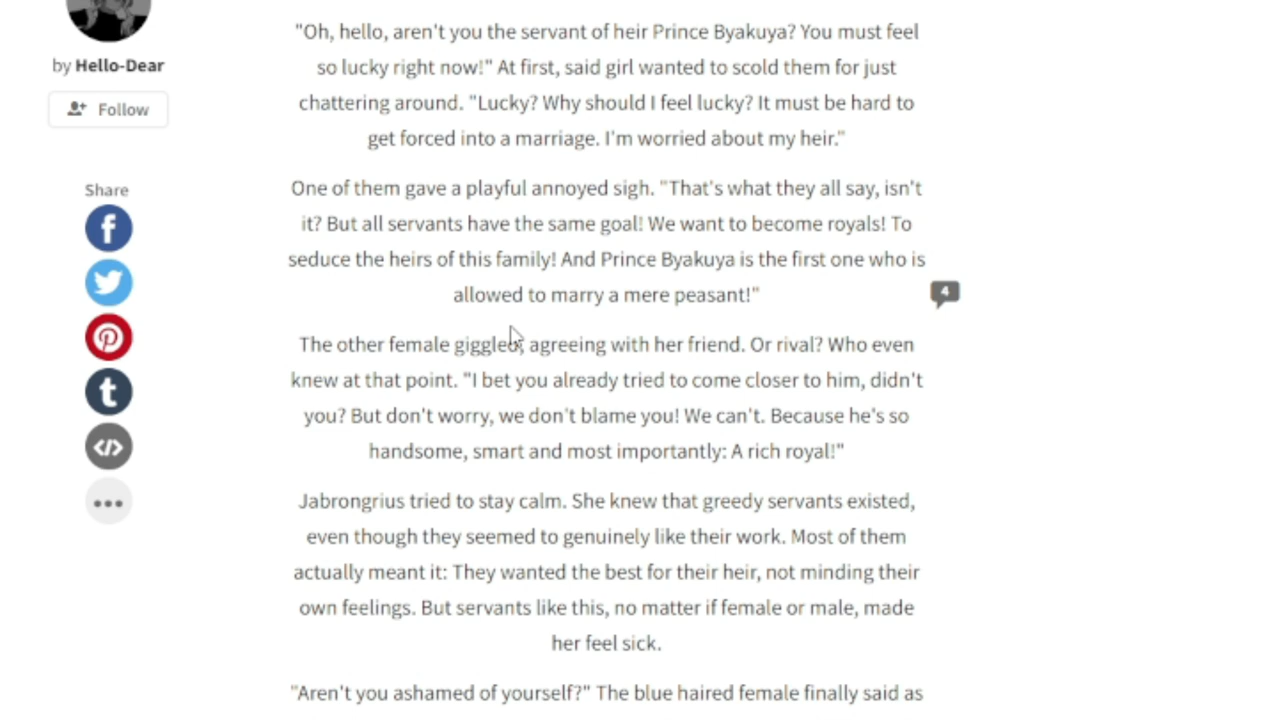 "Oh, hello, aren't you the servant of heir Prince Byakuya? You must feel
so lucky right now!" At first, said girl wanted to scold them for just
chattering around. "Lucky? Why should I feel lucky? It must be hard to
get forced into a marriage. I'm worried about my heir."
by Hello-Dear
Follow
Share
One of them gave a playful annoyed sigh. "That's what they all say, isn't
it? But all servants have the same goal! We want to become royals! To
seduce the heirs of this family! And Prince Byakuya is the first one who is
allowed to marry a mere peasant!"
4
The other female giggled, agreeing with her friend. Or rival? Who even
knew at that point. "I bet you already tried to come closer to him, didn't
you? But don't worry, we don't blame you! We can't. Because he's so
handsome, smart and most importantly: A rich royal!"
Jabrongrius tried to stay calm. She knew that greedy servants existed,
even though they seemed to genuinely like their work. Most of them
actually meant it: They wanted the best for their heir, not minding their
own feelings. But servants like this, no matter if female or male, made
her feel sick.
"Aren't you ashamed of yourself?" The blue haired female finally said as